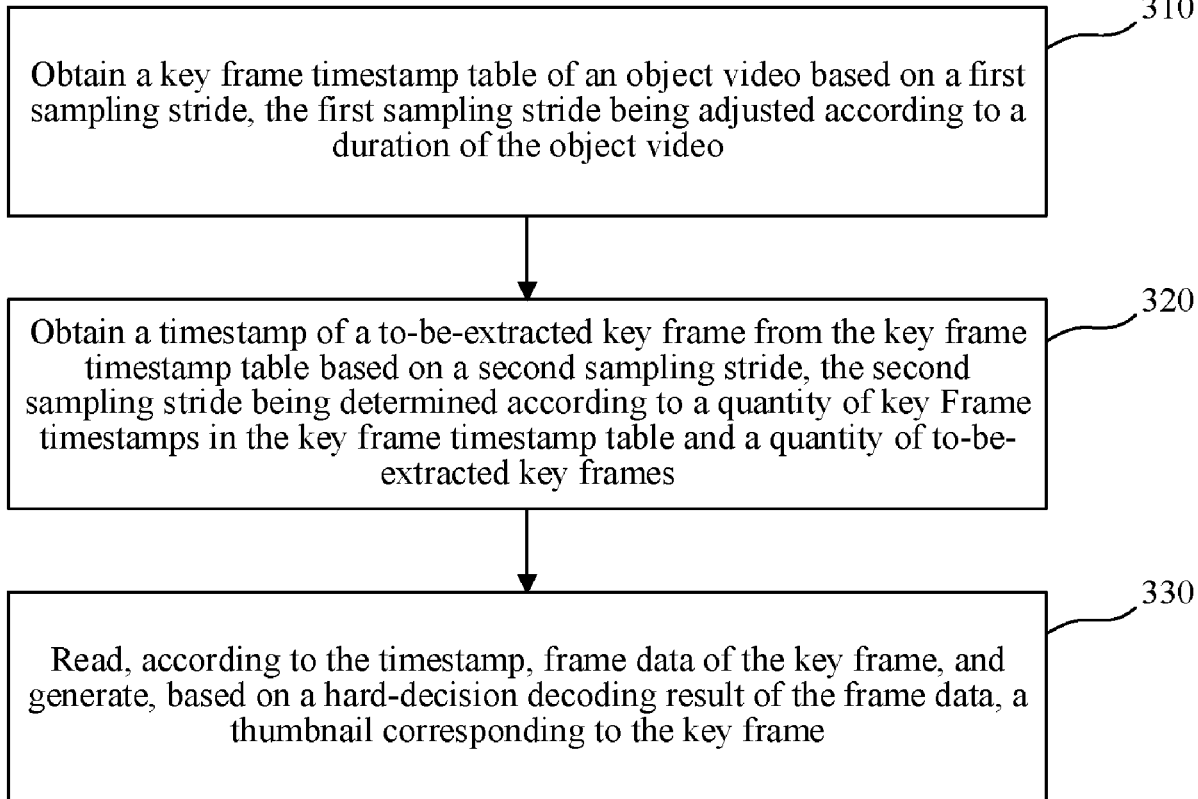 310
Obtain a key frame timestamp table of an object video based on a first
sampling stride, the first sampling stride being adjusted according to a
duration of the object video
320
Obtain a timestamp of a to-be-extracted key frame from the key frame
timestamp table based on a second sampling stride, the second
sampling stride being determined according to a quantity of key Frame
timestamps in the key frame timestamp table and a quantity of to-be-
extracted key frames
330
Read, according to the timestamp, frame data of the key frame, and
generate, based on a hard-decision decoding result of the frame data, a
thumbnail corresponding to the key frame